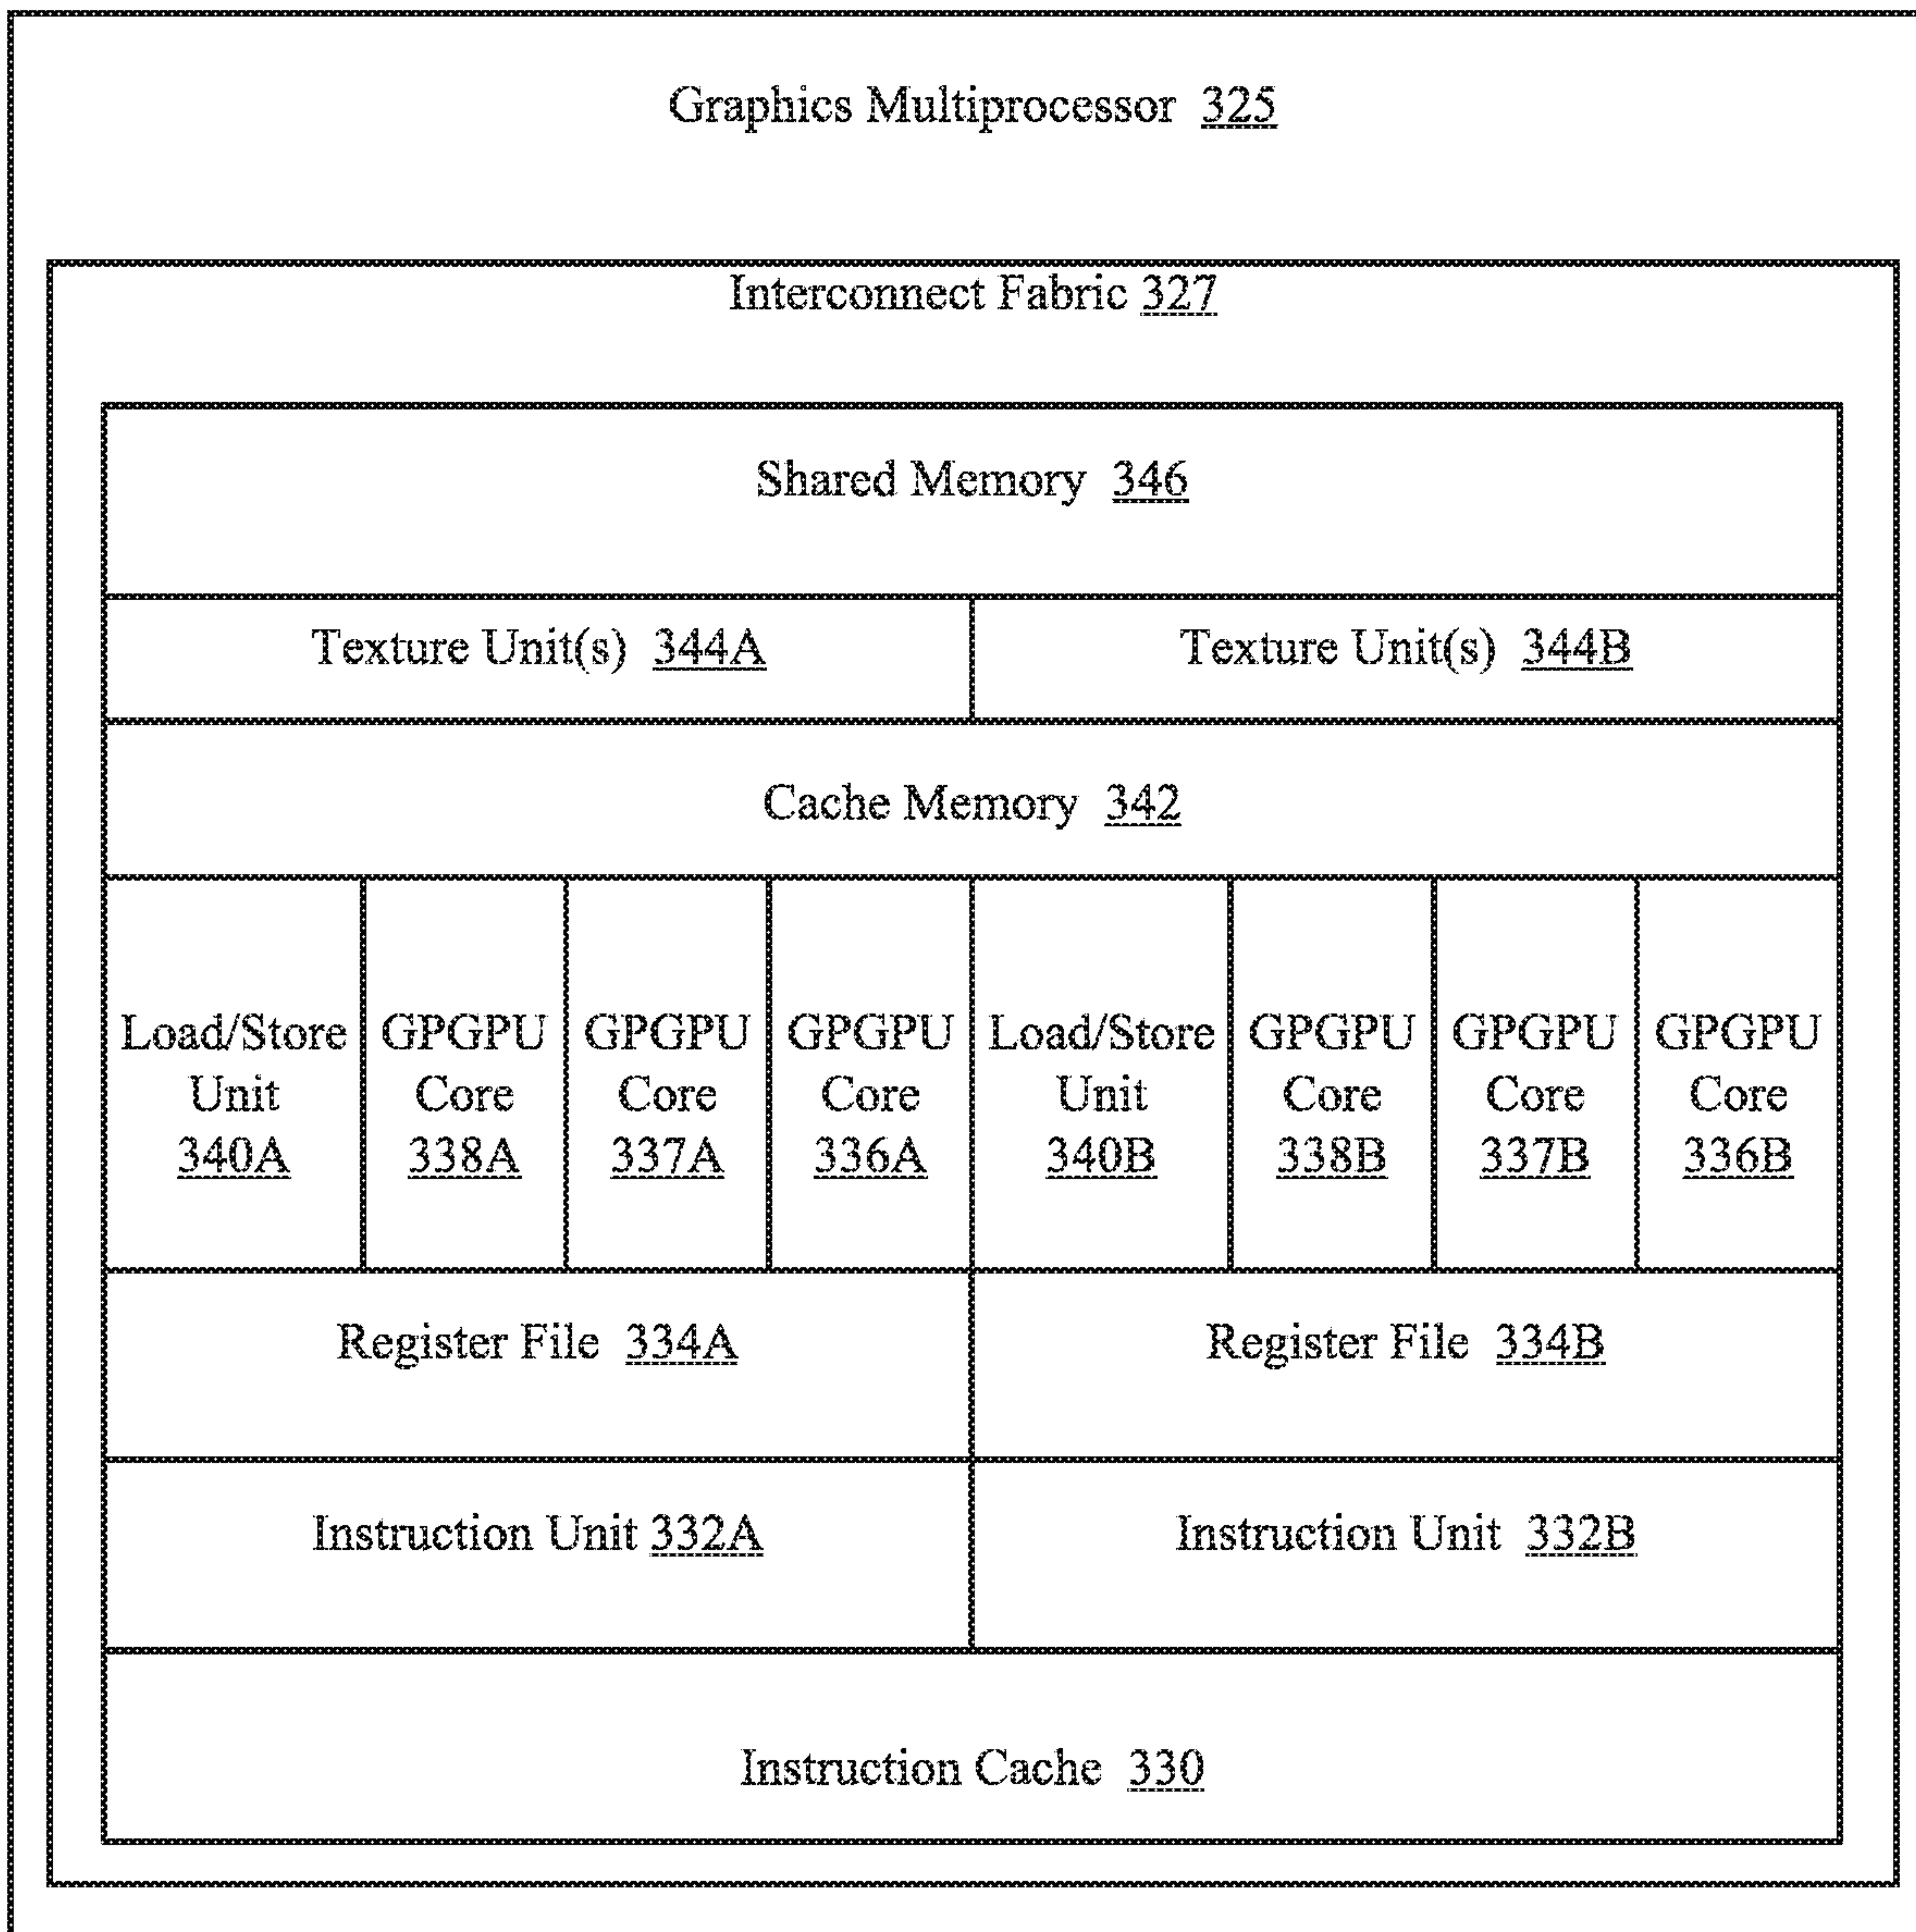 Graphics Multiprocessor 325
Interconnect Fabric 327
Shared Memory 346
Texture Unit(s) 344A
Texture Unit(s) 344B
Cache Memory 342
Load/Store
Unit
340A
GPGPU
Core
338A
GPGPU
Core
337A
GPGPU
Core
336A
Load/Store
Unit
340B
GPGPU
Core
338B
GPGPU
Core
337B
GPGPU
Core
336B
Register File 334A
Register File 334B
Instruction Unit 332A
Instruction Unit 332B
Instruction Cache 330